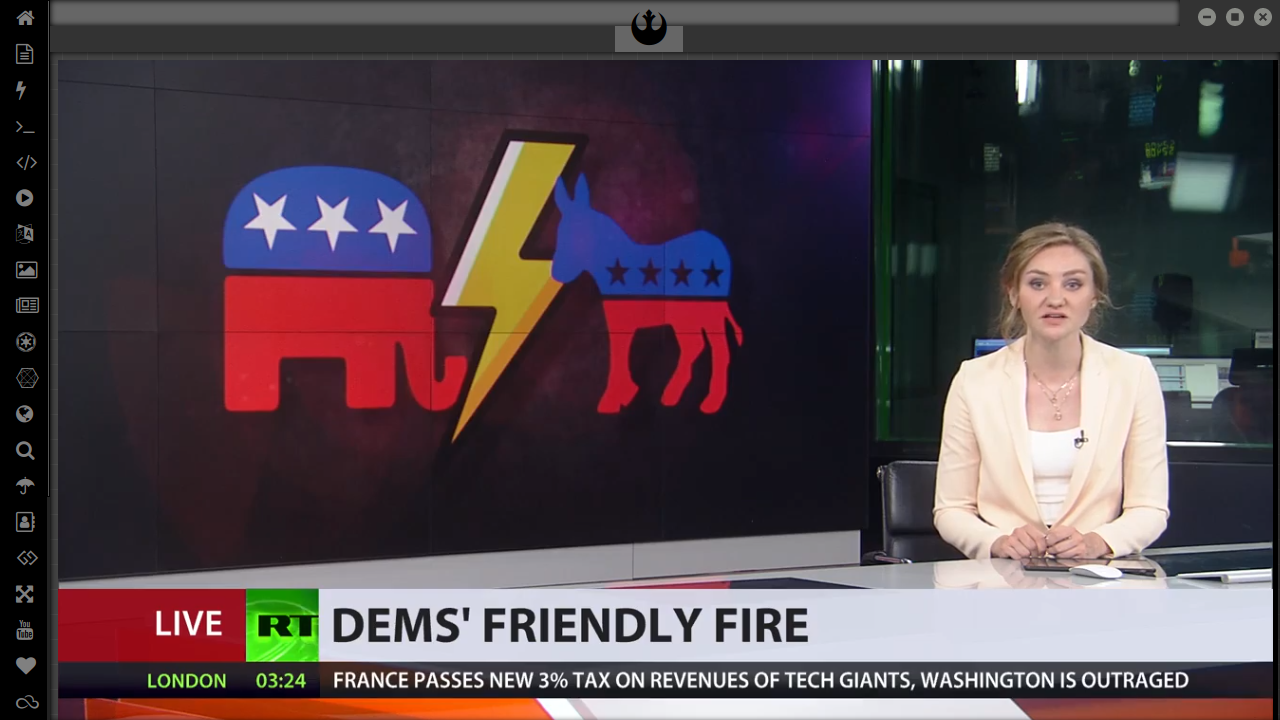 LIVE
RT
DEMS' FRIENDLY FIRE
LONDON
03:24
FRANCE PASSES NEW 3% TAX ON REVENUES OF TECH GIANTS, WASHINGTON IS OUTRAGED